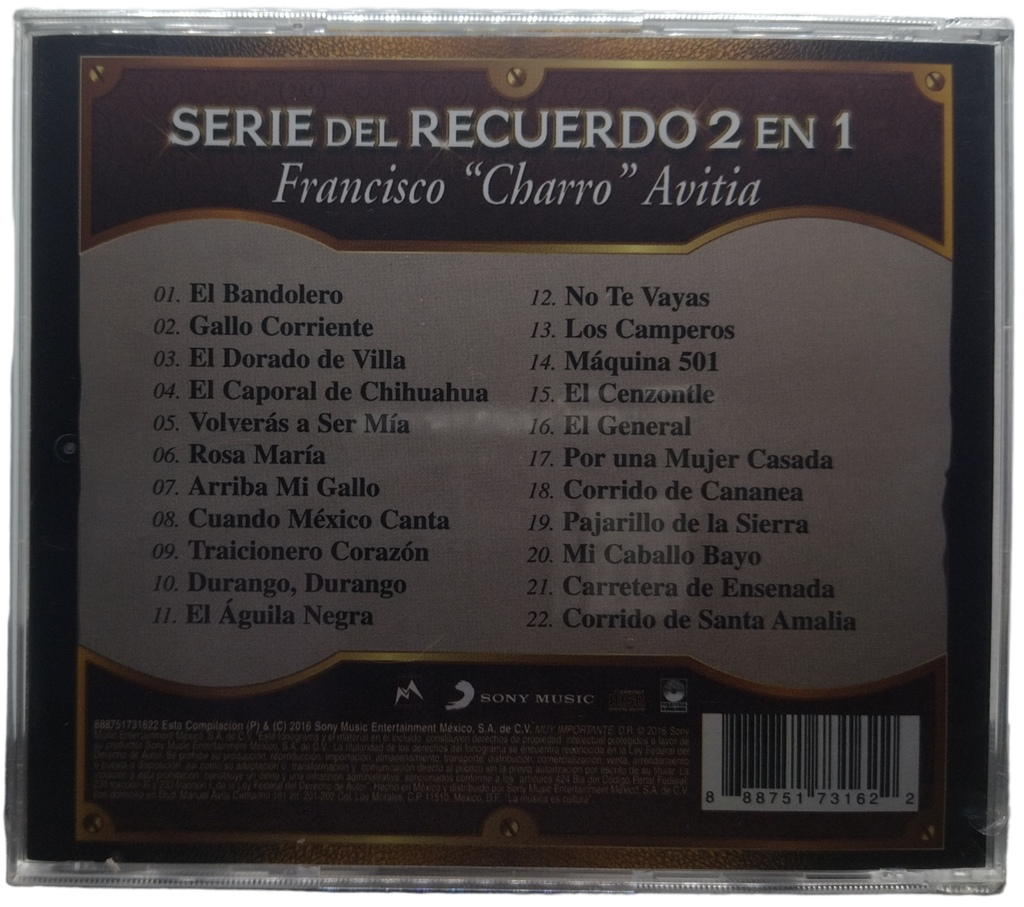 SERIE DEL RECUERDO 2 EN 1
Francisco “Charro” Avitia
01. El Bandolero
02. Gallo Corriente
03. El Dorado de Villa
04. El Caporal de Chihuahua
05. Volverás a Ser Mía
06. Rosa María
07. Arriba Mi Gallo
08. Cuando México Canta
09. Traicionero Corazón
10. Durango, Durango
11. El Águila Negra
12. No Te Vayas
13. Los Camperos
14. Máquina 501
15. El Cenzontle
16. El General
17. Por una Mujer Casada
18. Corrido de Cananea
19. Pajarillo de la Sierra
20. Mi Caballo Bayo
21. Carretera de Ensenada
22. Corrido de Santa Amalia
SONY MUSIC
888751731622 Esta Compilación (P) & (C) 2016 Sony Music Entertainment México, S.A. de C.V. MUY IMPORTANTE: D.R. © 2016 Sony
8 88751 73162 2